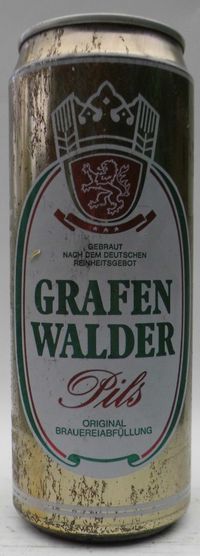 GEBRAUT
NACH DEM DEUTSCHEN
REINHEITSGEBOT
GRAFEN
WALDER
Pils
ORIGINAL
BRAUEREIABFÜLLUNG